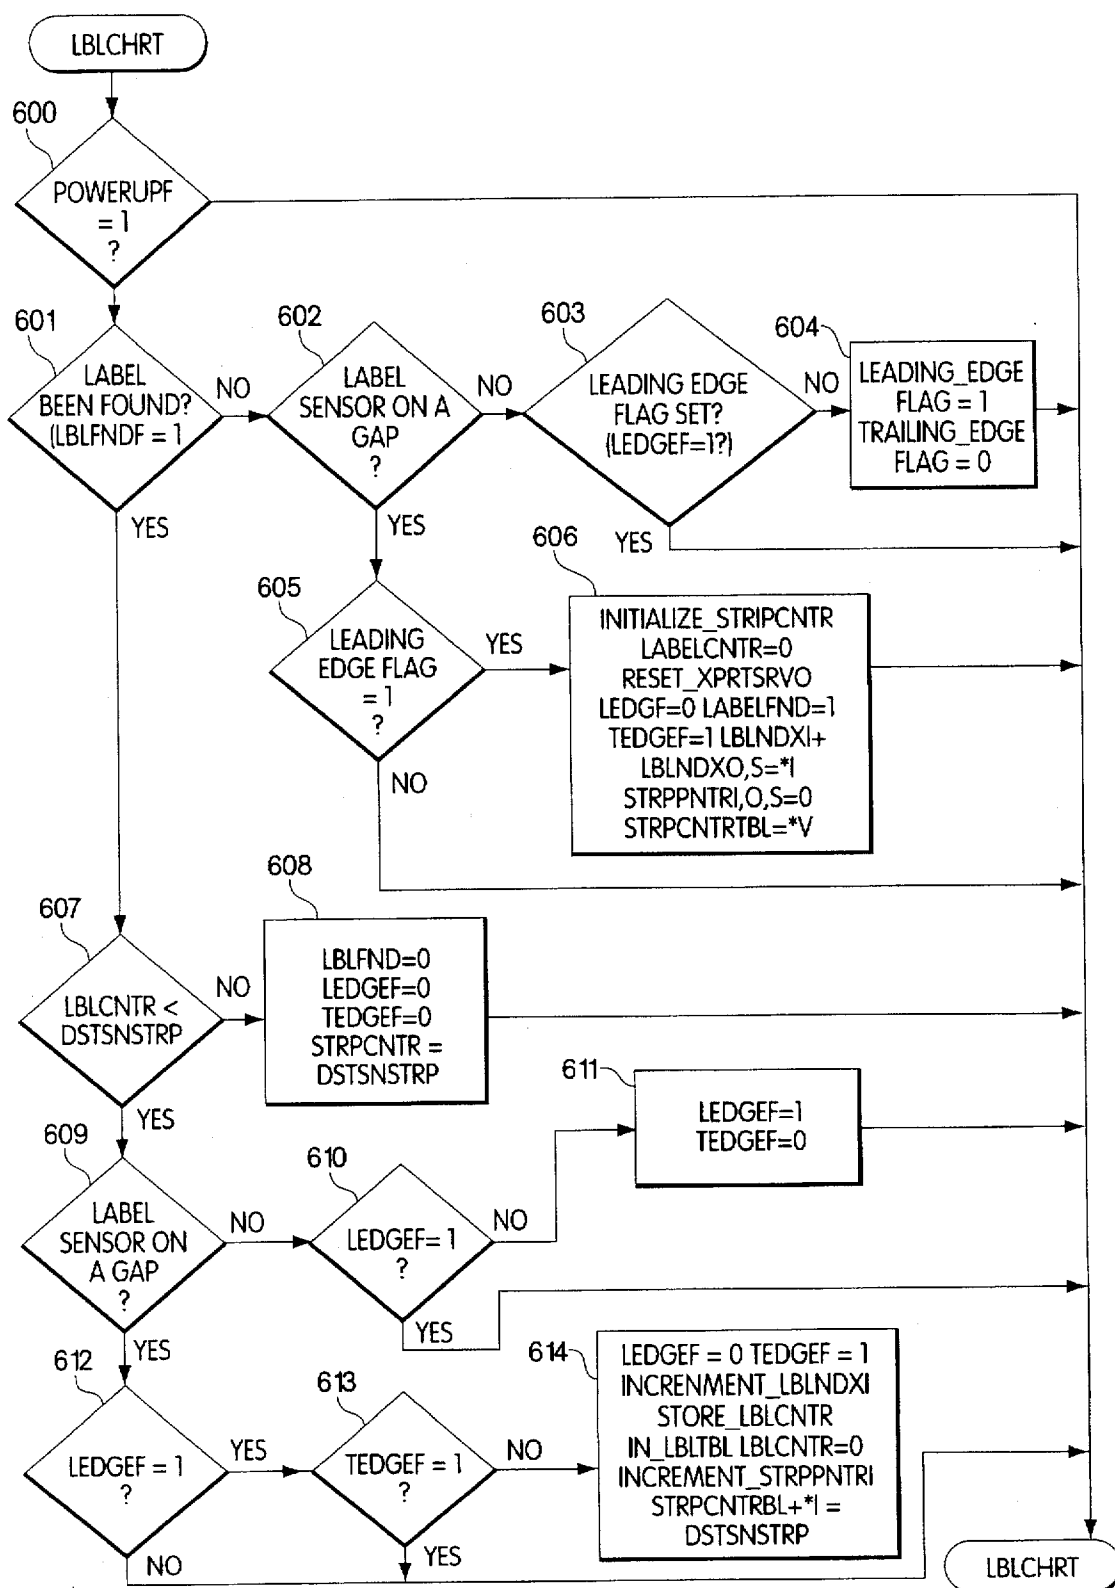 LBLCHRT
600
POWERUPF
= 1
?
601
LABEL
BEEN FOUND?
(LBLFNDF = 1
NO
YES
602
LABEL
SENSOR ON A
GAP
?
NO
YES
603
LEADING EDGE
FLAG SET?
(LEDGEF=1?)
NO
YES
604
LEADING_EDGE
FLAG = 1
TRAILING_EDGE
FLAG = 0
605
LEADING
EDGE FLAG
= 1
?
YES
NO
606
INITIALIZE_STRIPCNTR
LABELCNTR=0
RESET_XPRTSRVO
LEDGF=0 LABELFND=1
TEDGEF=1 LBLNDXI+
LBLNDXO,S=*I
STRPPNTRI,O,S=0
STRPCNTRTBL=*V
607
LBLCNTR <
DSTSNSTRP
NO
YES
608
LBLFND=0
LEDGEF=0
TEDGEF=0
STRPCNTR =
DSTSNSTRP
609
LABEL
SENSOR ON
A GAP
?
NO
YES
610
LEDGEF= 1
?
NO
YES
611
LEDGEF=1
TEDGEF=0
612
LEDGEF = 1
?
YES
NO
613
TEDGEF = 1
?
NO
YES
614
LEDGEF = 0 TEDGEF = 1
INCRENMENT_LBLNDXI
STORE_LBLCNTR
IN_LBLTBL LBLCNTR=0
INCREMENT_STRPPNTRI
STRPCNTRBL+*I =
DSTSNSTRP
LBLCHRT